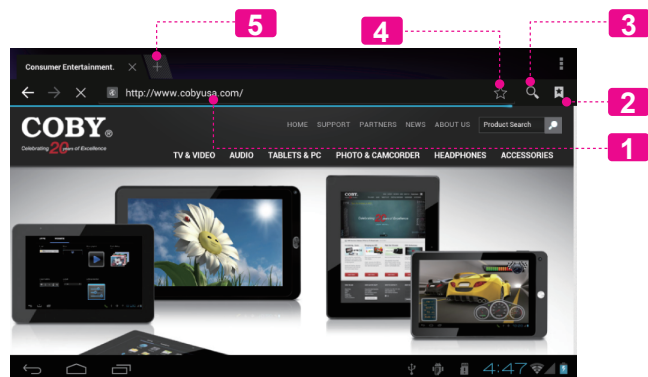 5
4
3
Consumer Entertainment.
http://www.cobyusa.com/
2
COBY®
Celebrating 20 years of Excellence
HOME SUPPORT PARTNERS NEWS ABOUT US Product Search
1
TV & VIDEO AUDIO TABLETS & PC PHOTO & CAMCORDER HEADPHONES ACCESSORIES
4:47